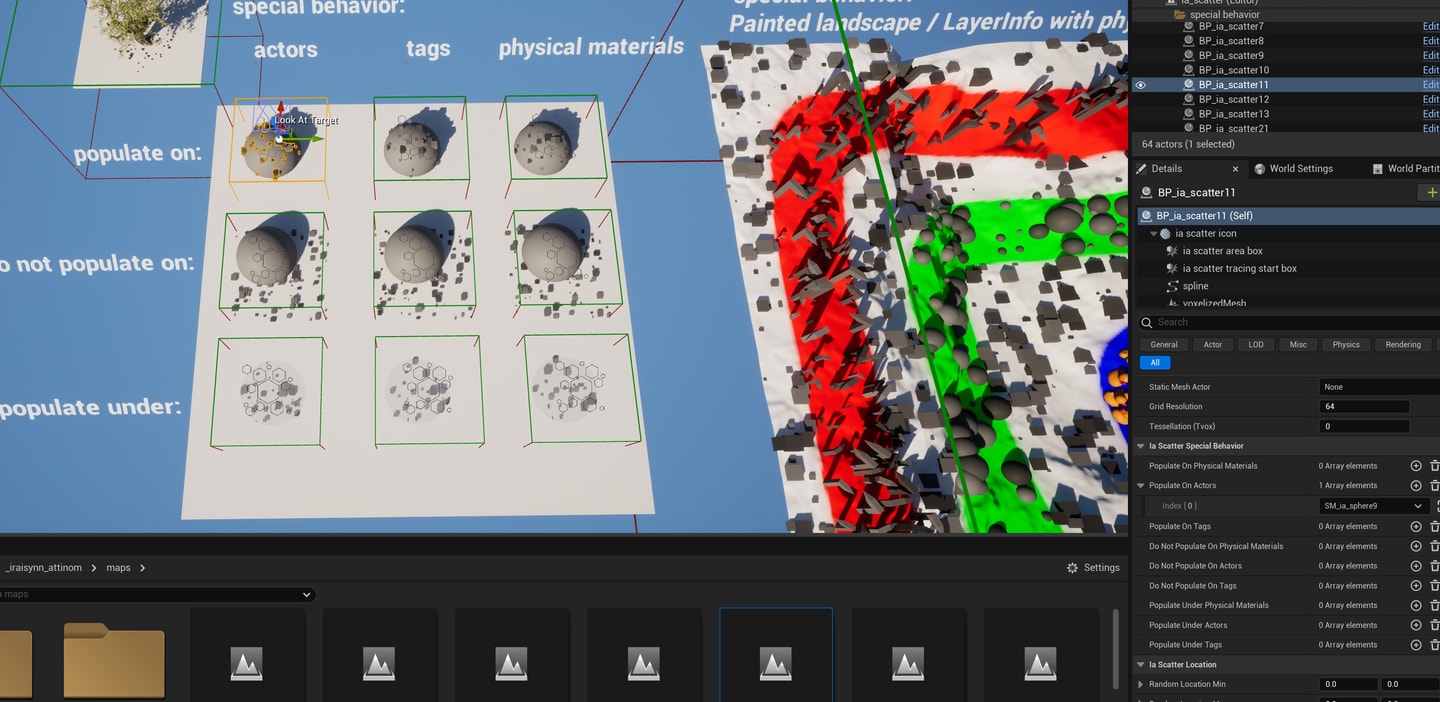 special behavior:
actors
tags
physical materials
populate on:
o not populate on:
populate under:
Look At Target
Painted landscape / LayerInfo with phy
ia_scatter (Editor)
special behavior
BP_ia_scatter7
Edit
BP_ia_scatter8
Edit
BP_ia_scatter9
Edit
BP_ia_scatter10
Edit
BP_ia_scatter11
Edit
BP_ia_scatter12
Edit
BP_ia_scatter13
Edit
BP_ia_scatter21
Edit
64 actors (1 selected)
Details
World Settings
World Partit
BP_ia_scatter11
BP_ia_scatter11 (Self)
ia scatter icon
ia scatter area box
ia scatter tracing start box
spline
voxelizedMesh
Search
General Actor LOD Misc Physics Rendering
All
Static Mesh Actor None
Grid Resolution 64
Tessellation (Tvox) 0
Ia Scatter Special Behavior
Populate On Physical Materials 0 Array elements
Populate On Actors 1 Array elements
Index [ 0 ] SM_ia_sphere9
Populate On Tags 0 Array elements
Do Not Populate On Physical Materials 0 Array elements
Do Not Populate On Actors 0 Array elements
Do Not Populate On Tags 0 Array elements
Populate Under Physical Materials 0 Array elements
Populate Under Actors 0 Array elements
Populate Under Tags 0 Array elements
Ia Scatter Location
Random Location Min 0.0 0.0
_iraisynn_attinom > maps >
Settings
maps